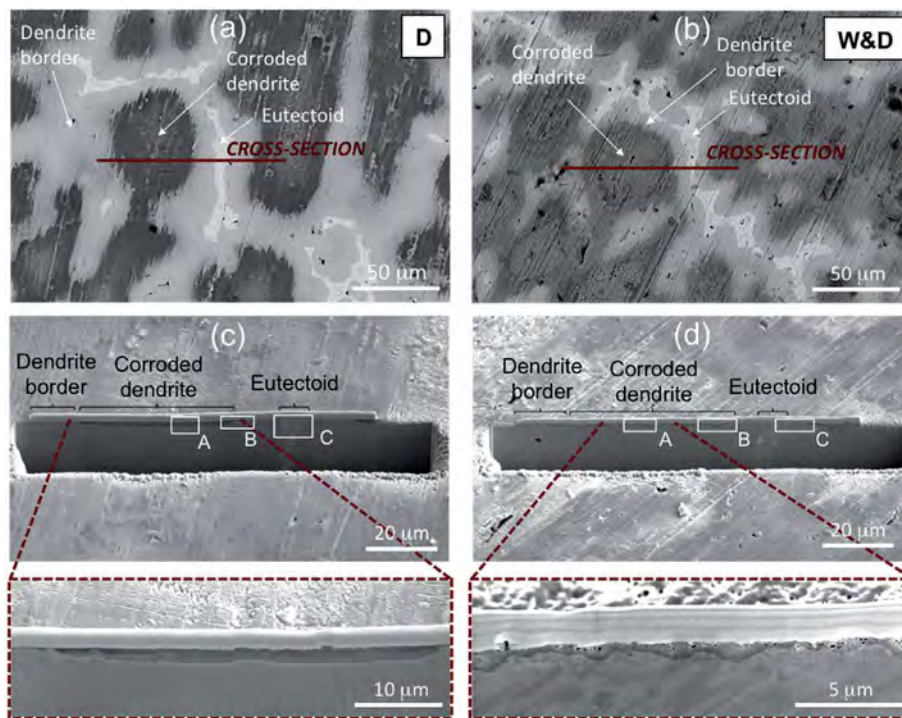 (a)
D
Dendrite
border
Corroded
dendrite
Eutectoid
CROSS-SECTION
50 μm
(b)
W&D
Corroded
dendrite
Dendrite
border
Eutectoid
CROSS-SECTION
50 μm
(c)
Dendrite
border
Corroded
dendrite
Eutectoid
A
B
C
20 μm
(d)
Dendrite
border
Corroded
dendrite
Eutectoid
A
B
C
20 μm
10 μm
5 μm